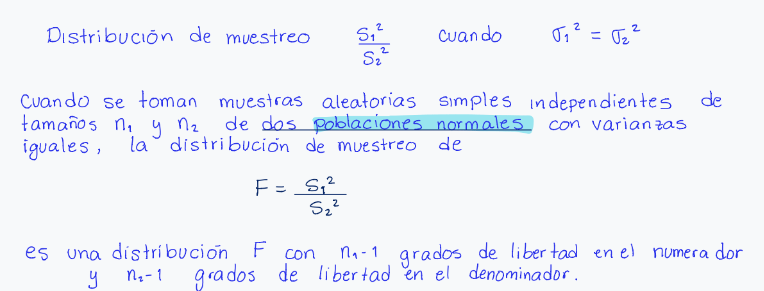 Distribución de muestreo S₁²/S₂² cuando σ₁² = σ₂²
Cuando se toman muestras aleatorias simples independientes de
tamaños n₁ y n₂ de dos poblaciones normales con varianzas
iguales, la distribución de muestreo de
F = S₁²/S₂²
es una distribución F con n₁-1 grados de libertad en el numerador
y n₂-1 grados de libertad en el denominador.